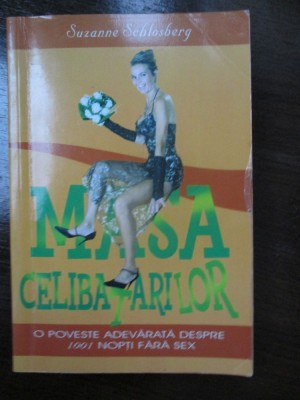 Suzanne Schlosberg
MASA
CELIBATARILOR
O POVESTE ADEVĂRATĂ DESPRE
1001 NOPȚI FĂRĂ SEX